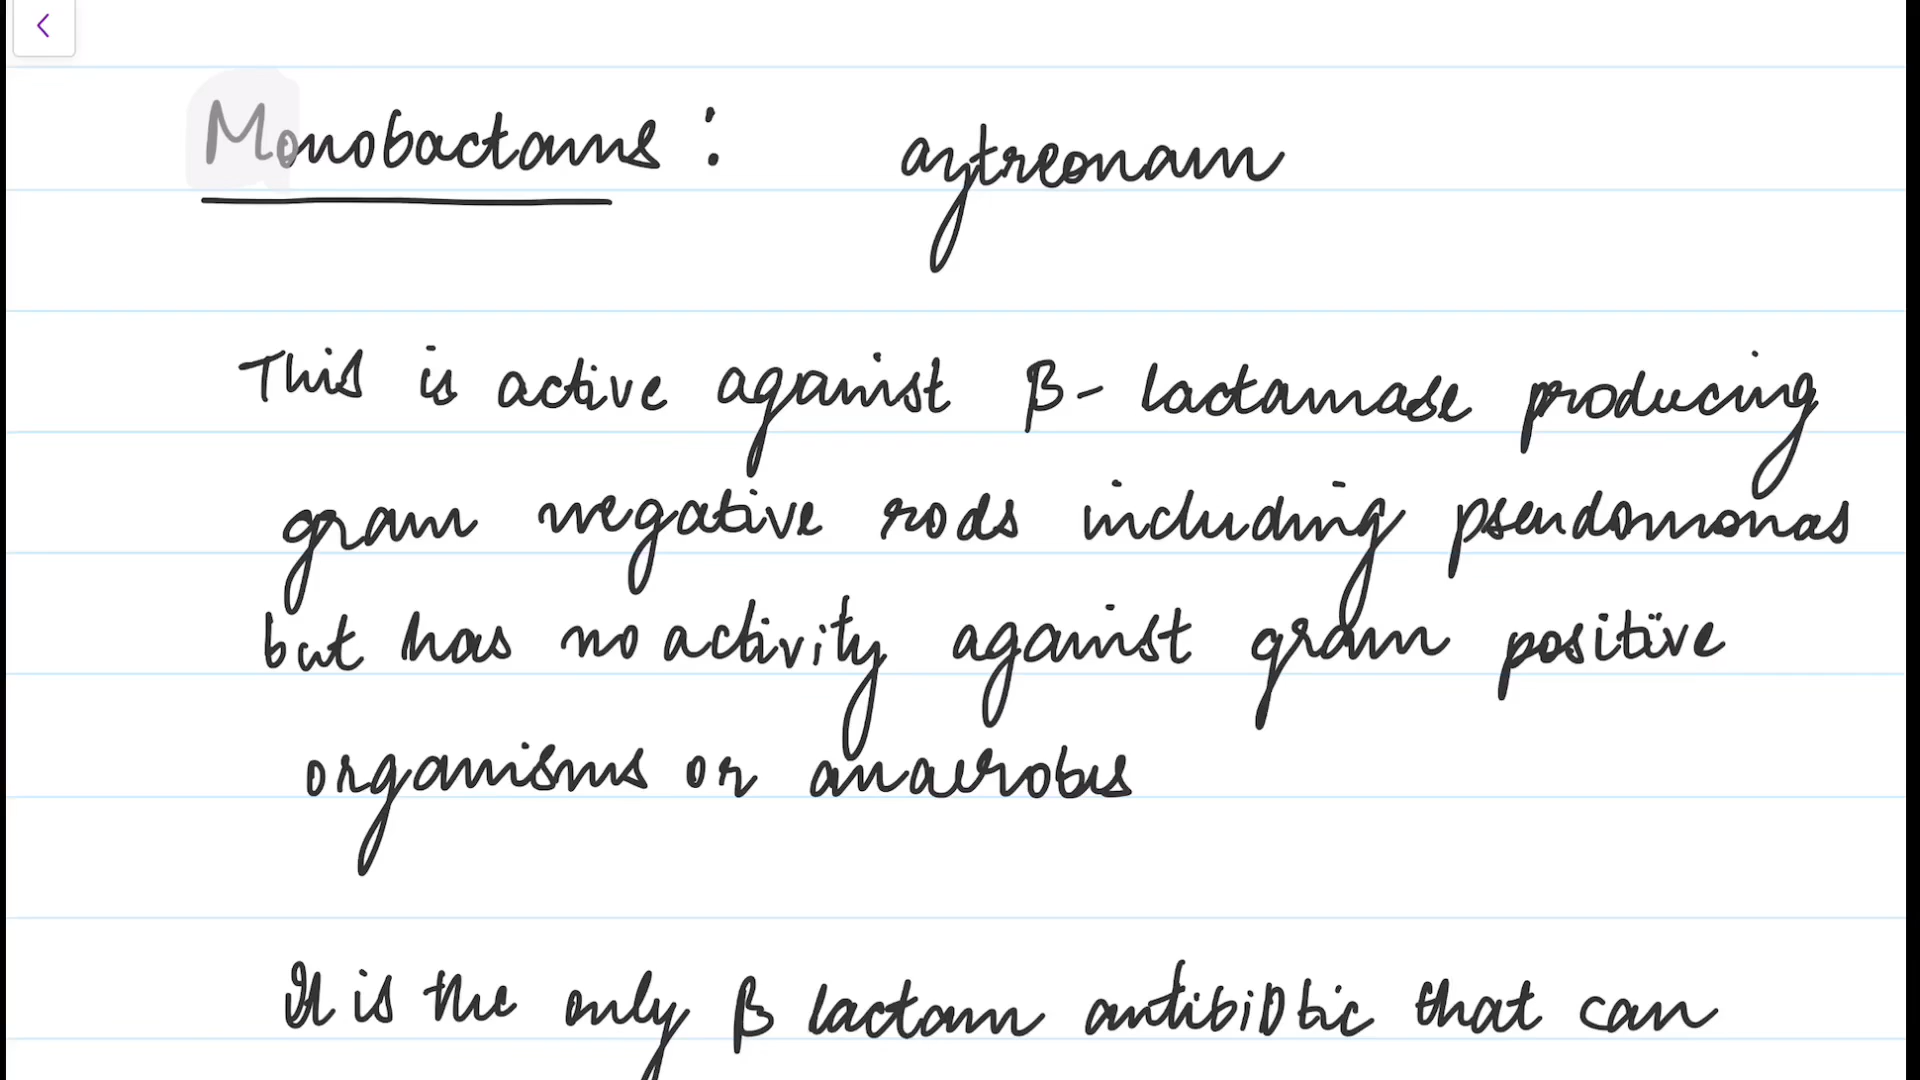 Monobactams : aztreonam
This is active against β- lactamase producing
gram negative rods including pseudomonas
but has no activity against gram positive
organisms or anaerobes
It is the only β lactam antibiotic that can